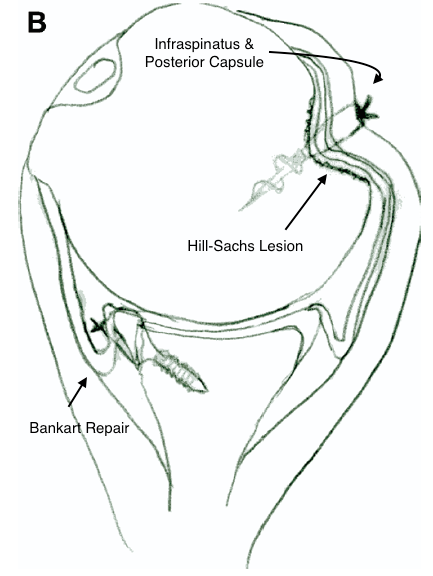 B
Infraspinatus &
Posterior Capsule
Hill-Sachs Lesion
Bankart Repair